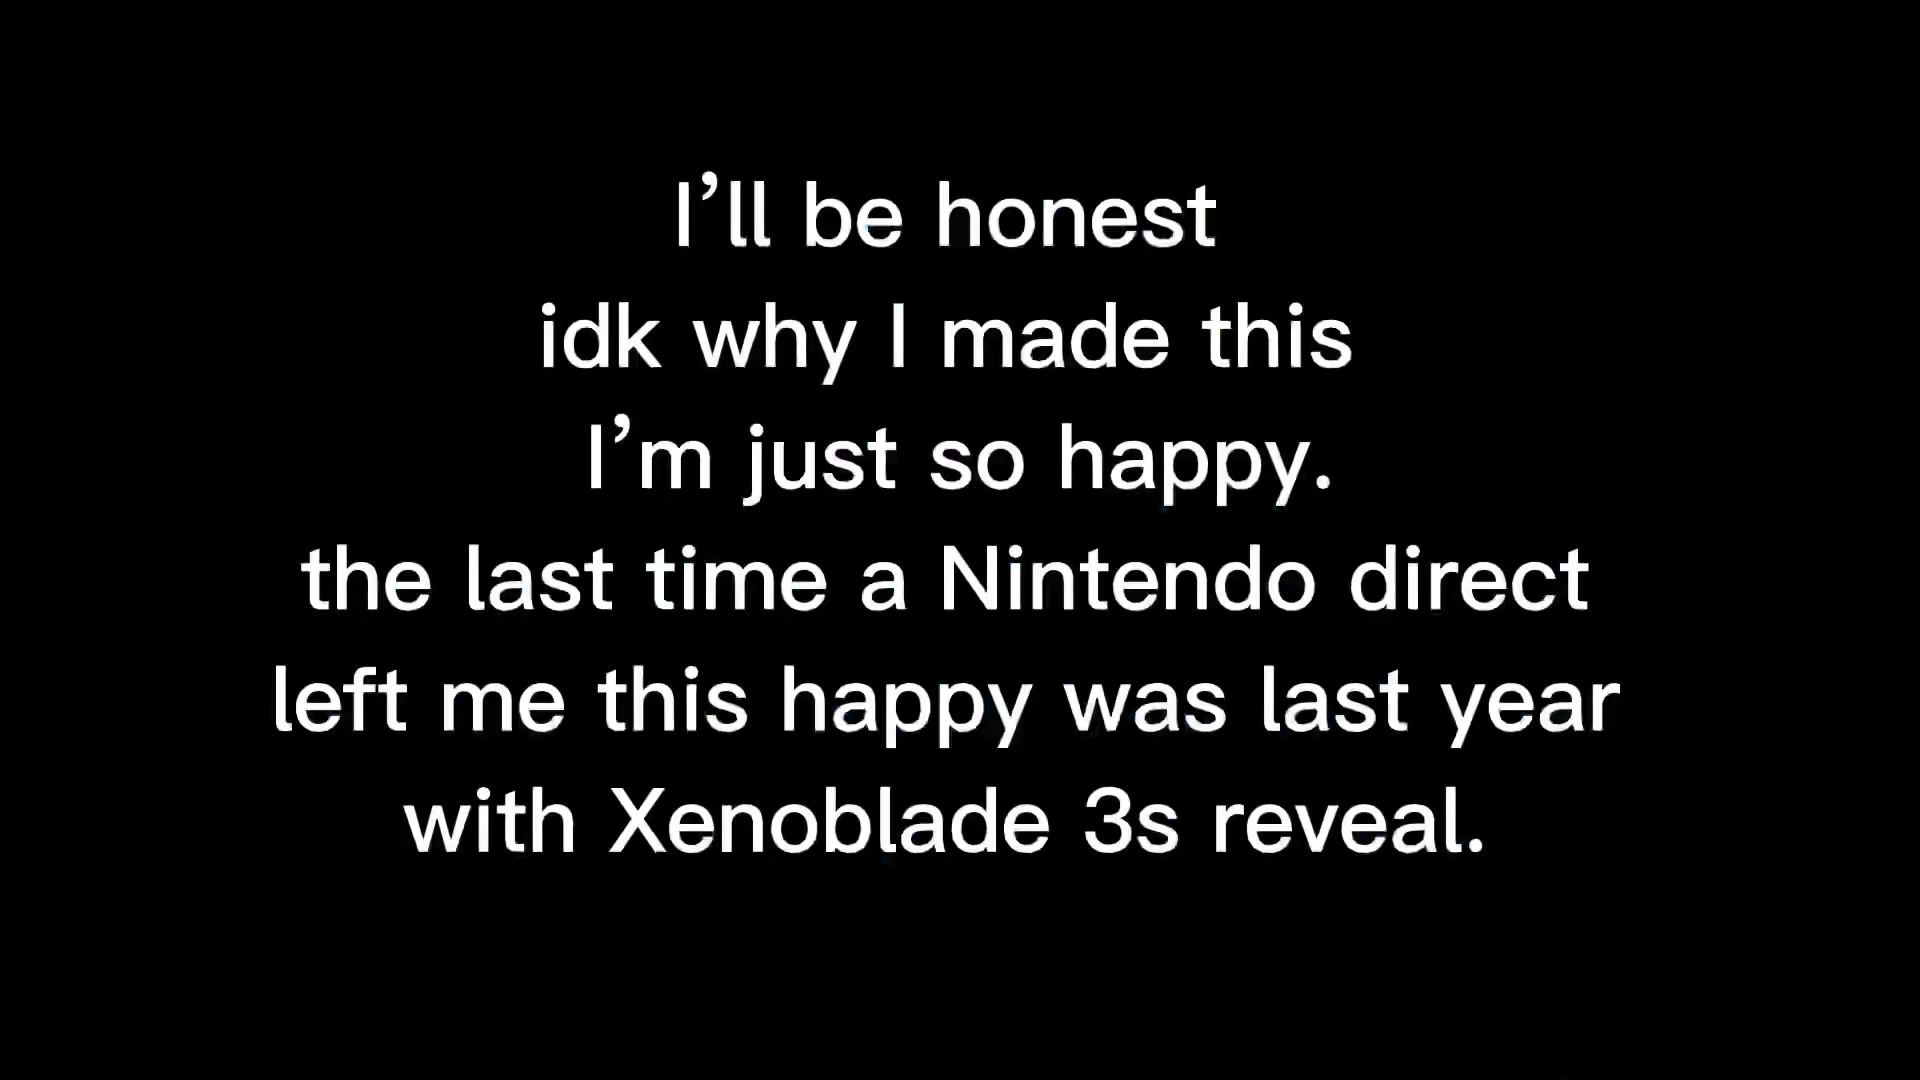 I’ll be honest
idk why I made this
I’m just so happy.
the last time a Nintendo direct
left me this happy was last year
with Xenoblade 3s reveal.